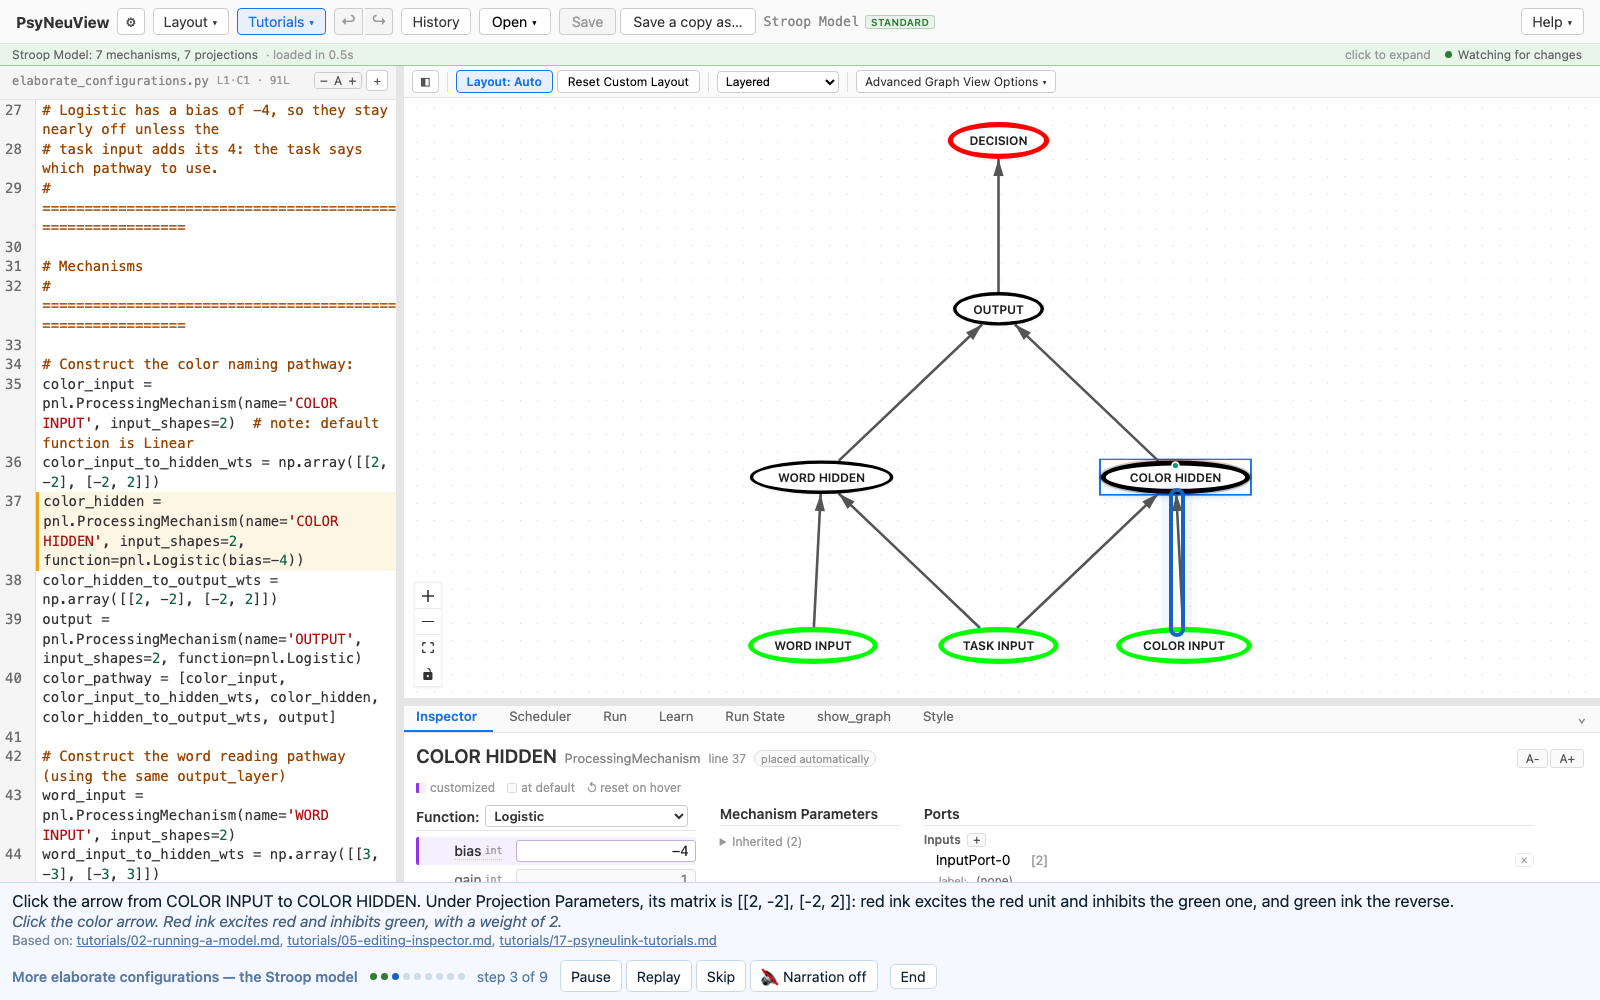 PsyNeuView ⚙ Layout ▾ Tutorials ▾ ↩ ↪ History Open ▾ Save Save a copy as... Stroop Model STANDARD Help ▾
Stroop Model: 7 mechanisms, 7 projections · loaded in 0.5s click to expand ● Watching for changes
elaborate_configurations.py L1·C1 · 91L − A + +
Layout: Auto Reset Custom Layout Layered Advanced Graph View Options ▾
27 # Logistic has a bias of −4, so they stay
nearly off unless the
28 # task input adds its 4: the task says
which pathway to use.
29 #
==========================================
=================
30
31 # Mechanisms
32 #
==========================================
=================
33
34 # Construct the color naming pathway:
35 color_input =
pnl.ProcessingMechanism(name='COLOR
INPUT', input_shapes=2)  # note: default
function is Linear
36 color_input_to_hidden_wts = np.array([[2,
−2], [−2, 2]])
37 color_hidden =
pnl.ProcessingMechanism(name='COLOR
HIDDEN', input_shapes=2,
function=pnl.Logistic(bias=−4))
38 color_hidden_to_output_wts =
np.array([[2, −2], [−2, 2]])
39 output =
pnl.ProcessingMechanism(name='OUTPUT',
input_shapes=2, function=pnl.Logistic)
40 color_pathway = [color_input,
color_input_to_hidden_wts, color_hidden,
color_hidden_to_output_wts, output]
41
42 # Construct the word reading pathway
(using the same output_layer)
43 word_input =
pnl.ProcessingMechanism(name='WORD
INPUT', input_shapes=2)
44 word_input_to_hidden_wts = np.array([[3,
−3], [−3, 3]])
DECISION
OUTPUT
WORD HIDDEN COLOR HIDDEN
WORD INPUT TASK INPUT COLOR INPUT
Inspector Scheduler Run Learn Run State show_graph Style
COLOR HIDDEN ProcessingMechanism line 37 placed automatically A- A+
customized at default reset on hover
Function: Logistic
bias int −4
gain int 1
Mechanism Parameters
▸ Inherited (2)
Ports
Inputs +
InputPort-0 [2] ×
label: (none)
Click the arrow from COLOR INPUT to COLOR HIDDEN. Under Projection Parameters, its matrix is [[2, -2], [-2, 2]]: red ink excites the red unit and inhibits the green one, and green ink the reverse.
Click the color arrow. Red ink excites red and inhibits green, with a weight of 2.
Based on: tutorials/02-running-a-model.md, tutorials/05-editing-inspector.md, tutorials/17-psyneulink-tutorials.md
More elaborate configurations — the Stroop model step 3 of 9 Pause Replay Skip Narration off End